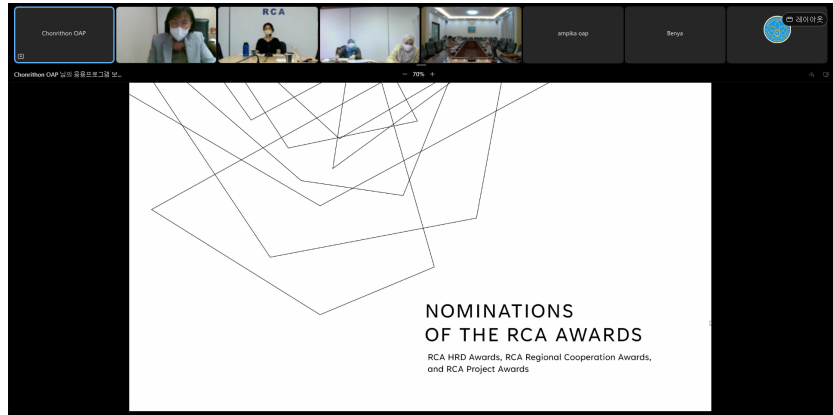 Chonrithon OAP
RCA
ampika oap
Benya
레이아웃
Chonrithon OAP 님의 응용프로그램 보...
70%
NOMINATIONS
OF THE RCA AWARDS
RCA HRD Awards, RCA Regional Cooperation Awards,
and RCA Project Awards